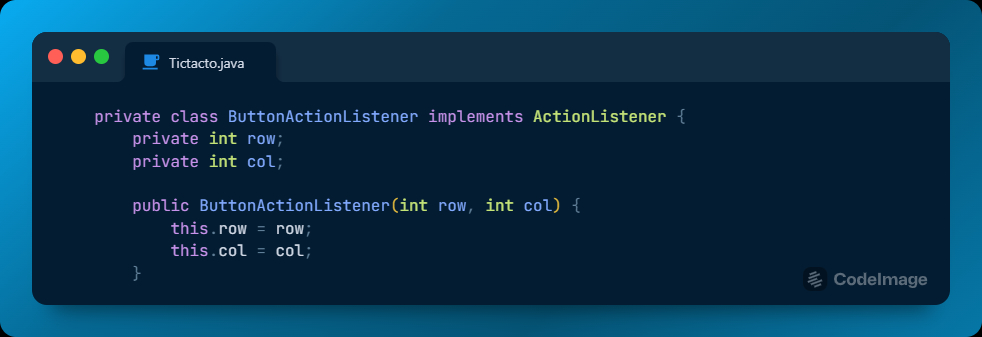 Tictacto.java
private class ButtonActionListener implements ActionListener {
private int row;
private int col;
public ButtonActionListener(int row, int col) {
this.row = row;
this.col = col;
}
CodeImage